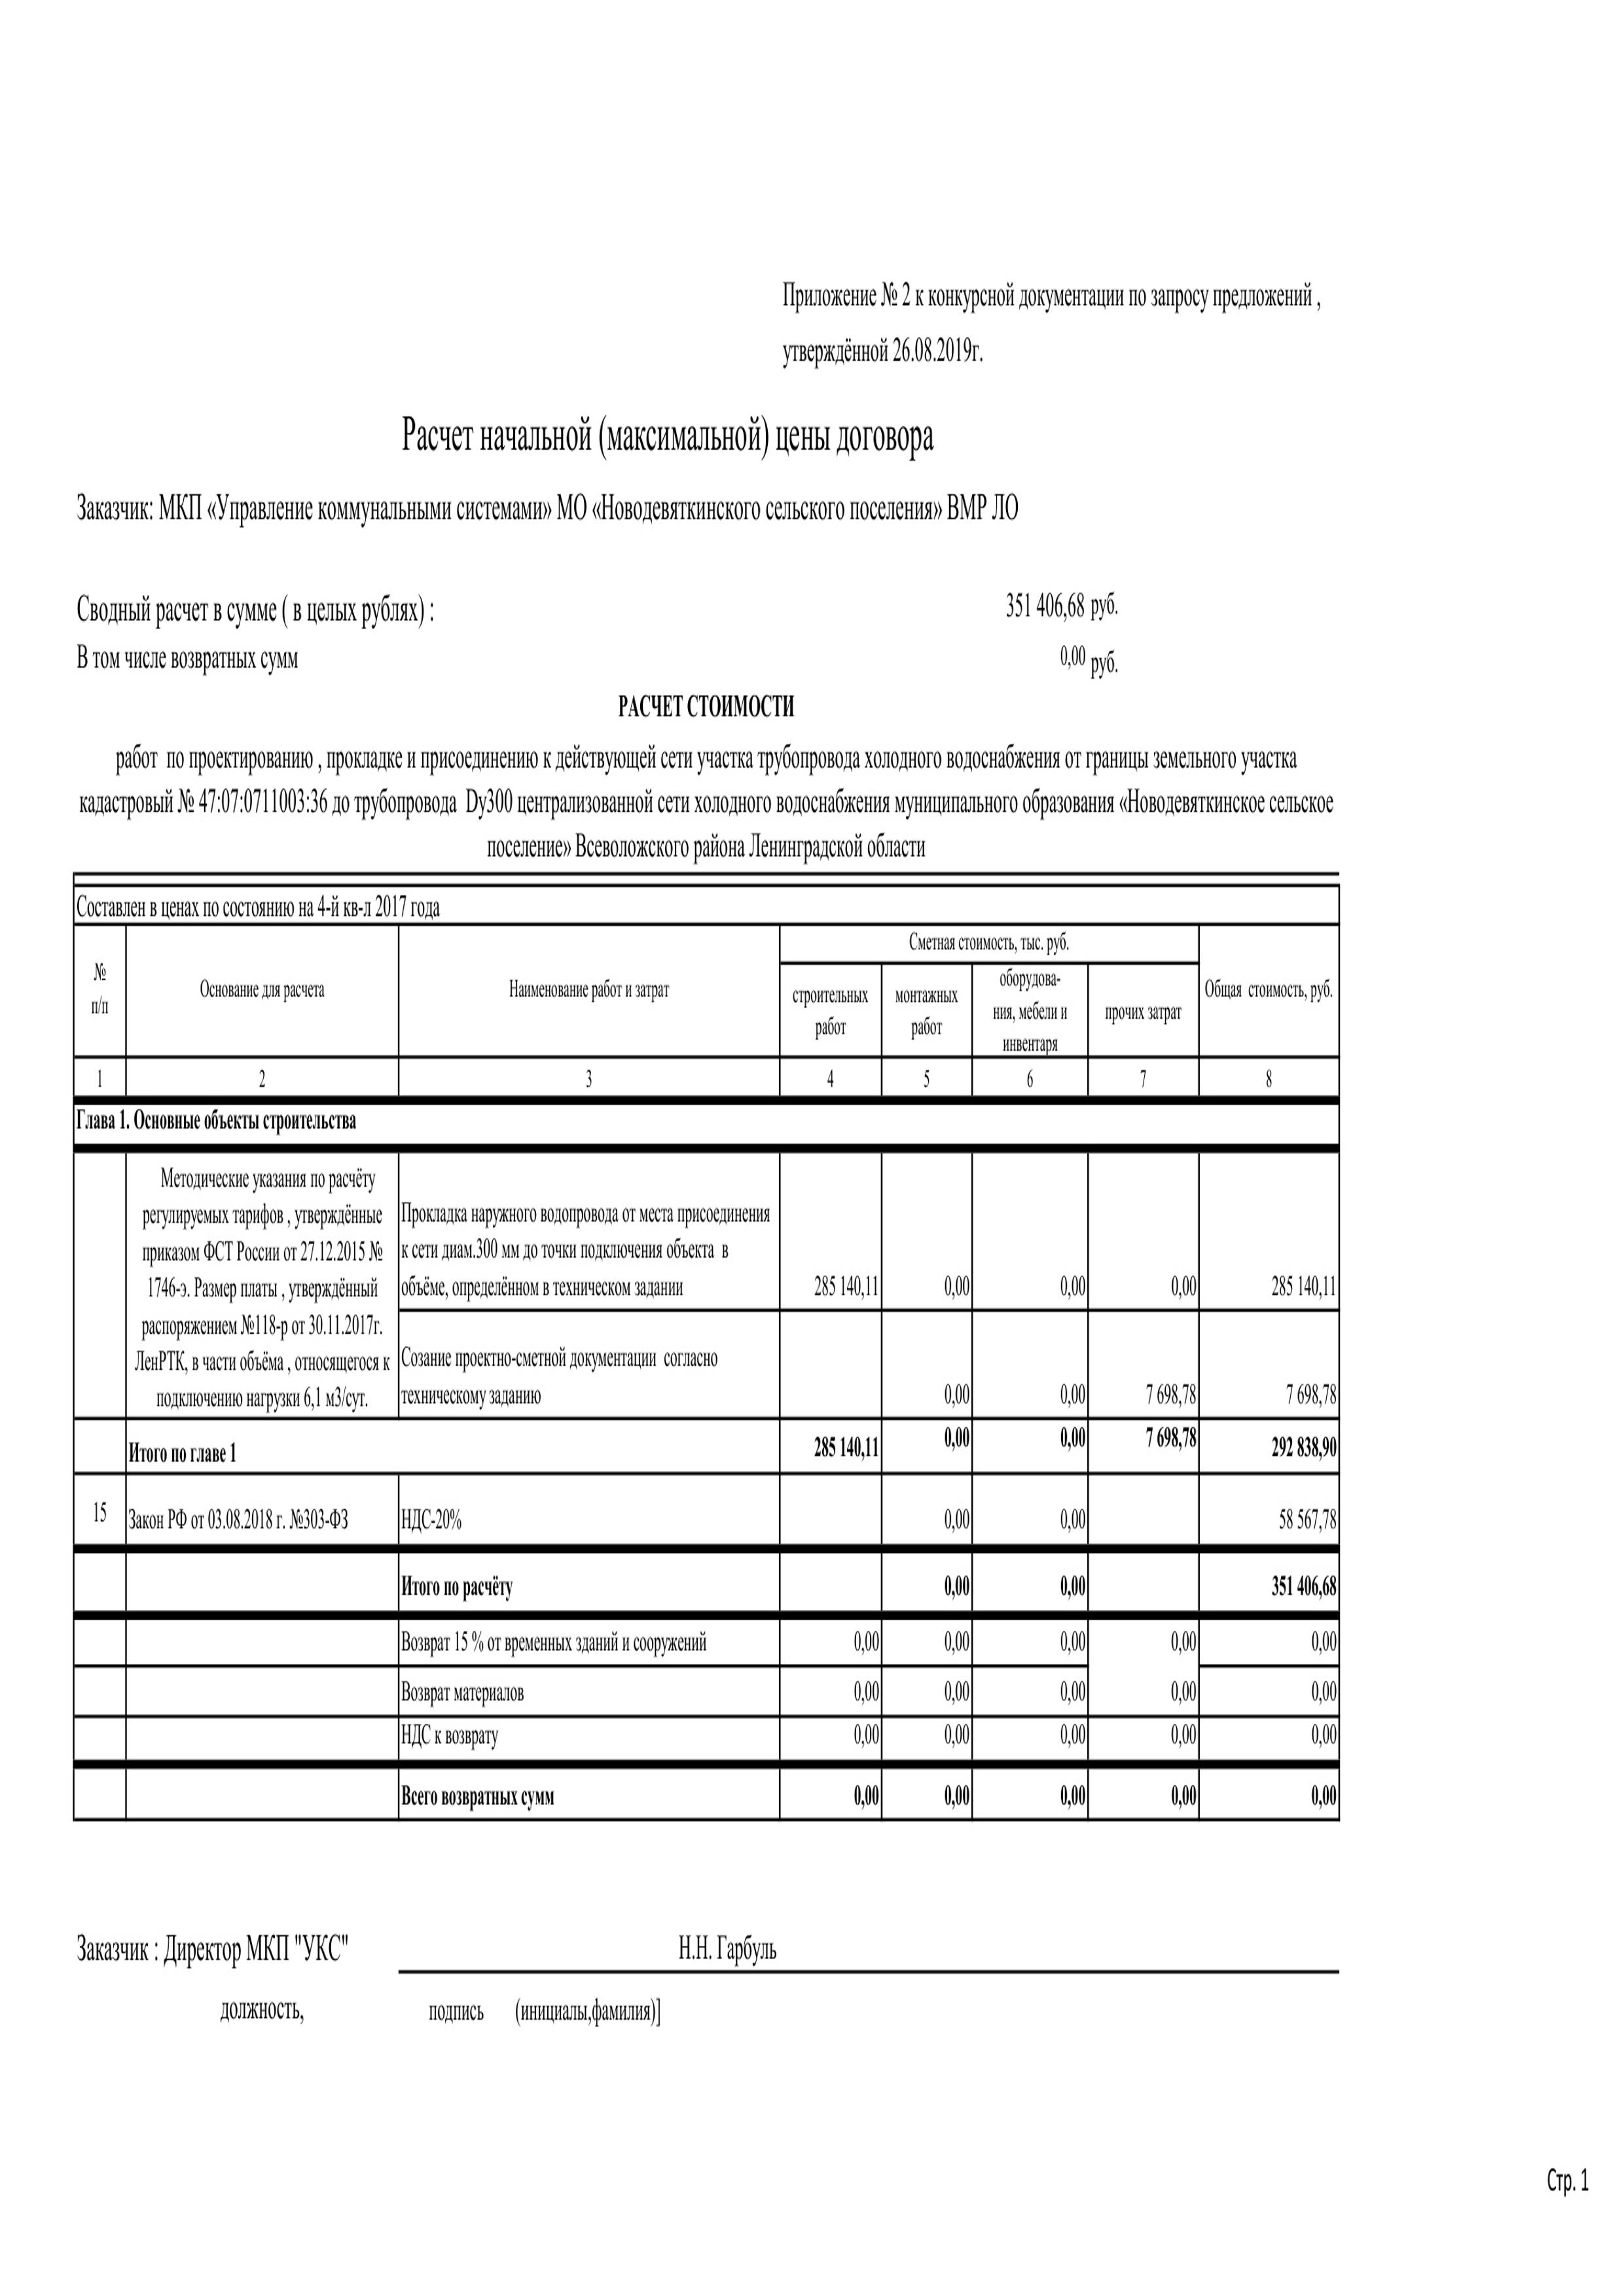 Приложение № 2 к конкурсной документации по запросу предложений ,
утверждённой 26.08.2019г.
Расчет начальной (максимальной) цены договора
Заказчик: МКП «Управление коммунальными системами» МО «Новодевяткинского сельского поселения» ВМР ЛО
Сводный расчет в сумме ( в целых рублях) : 351 406,68 руб.
В том числе возвратных сумм 0,00 руб.
РАСЧЕТ СТОИМОСТИ
работ по проектированию , прокладке и присоединению к действующей сети участка трубопровода холодного водоснабжения от границы земельного участка
кадастровый № 47:07:0711003:36 до трубопровода Dy300 централизованной сети холодного водоснабжения муниципального образования «Новодевяткинское сельское
поселение» Всеволожского района Ленинградской области
Составлен в ценах по состоянию на 4-й кв-л 2017 года
№
п/п
Основание для расчета
Наименование работ и затрат
Сметная стоимость, тыс. руб.
строительных
работ
монтажных
работ
оборудова-
ния, мебели и
инвентаря
прочих затрат
Общая стоимость, руб.
1 2 3 4 5 6 7 8
Глава 1. Основные объекты строительства
Методические указания по расчёту
регулируемых тарифов , утверждённые
приказом ФСТ России от 27.12.2015 №
1746-э. Размер платы , утверждённый
распоряжением №118-р от 30.11.2017г.
ЛенРТК, в части объёма , относящегося к
подключению нагрузки 6,1 м3/сут.
Прокладка наружного водопровода от места присоединения
к сети диам.300 мм до точки подключения объекта в
объёме, определённом в техническом задании 285 140,11 0,00 0,00 0,00 285 140,11
Созание проектно-сметной документации согласно
техническому заданию 0,00 0,00 7 698,78 7 698,78
Итого по главе 1 285 140,11 0,00 0,00 7 698,78 292 838,90
15 Закон РФ от 03.08.2018 г. №303-ФЗ НДС-20% 0,00 0,00 58 567,78
Итого по расчёту 0,00 0,00 351 406,68
Возврат 15 % от временных зданий и сооружений 0,00 0,00 0,00 0,00 0,00
Возврат материалов 0,00 0,00 0,00 0,00 0,00
НДС к возврату 0,00 0,00 0,00 0,00 0,00
Всего возвратных сумм 0,00 0,00 0,00 0,00 0,00
Заказчик : Директор МКП "УКС" Н.Н. Гарбуль
должность, подпись (инициалы,фамилия)]
Стр. 1